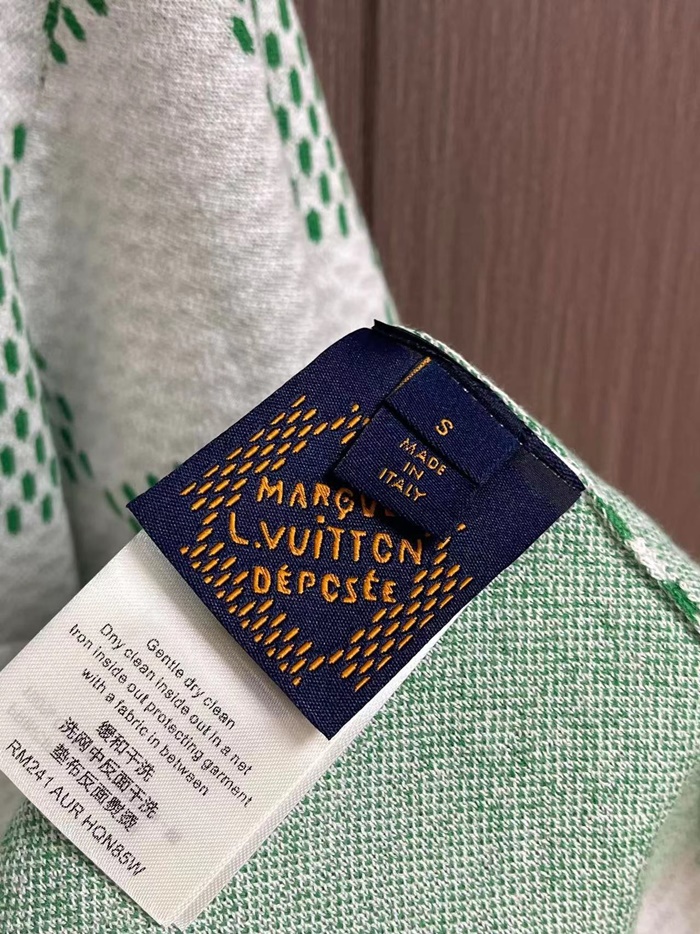 S
MADE
IN
ITALY
L.VUITTON
DÉPOSÉE
Gentle dry clean
Dry clean inside out in a net
Iron inside out protecting garment
with a fabric in between
缓和干洗
洗网中反面干洗
垫布反面熨烫
RM241 AUR HQN85W